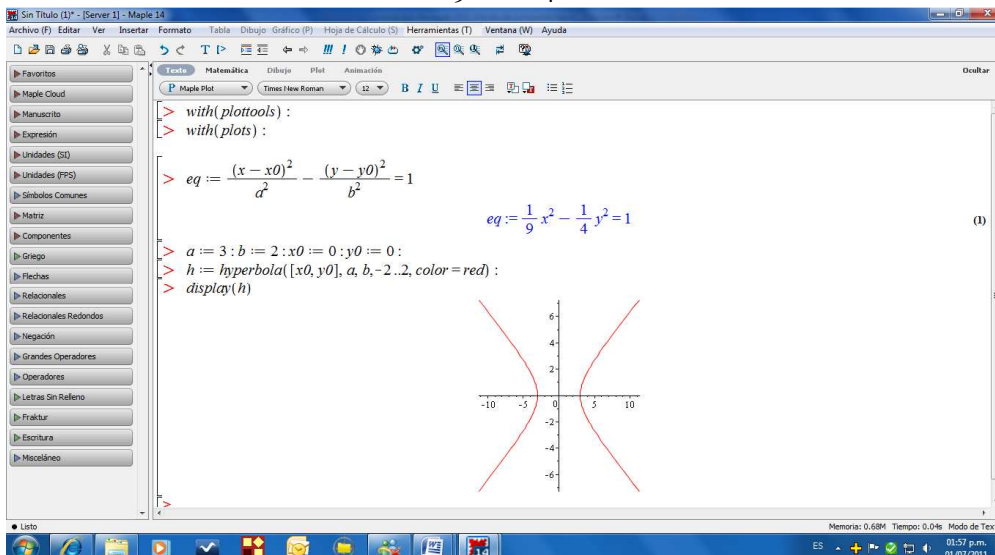 Sin Título (1)* - [Server 1] - Maple 14
Archivo (F) Editar Ver Insertar Formato Tabla Dibujo Gráfico (P) Hoja de Cálculo (S) Herramientas (T) Ventana (W) Ayuda
Texto Matemática Dibujo Plot Animación Ocultar
P Maple Plot Times New Roman 12 B I U
Favoritos
Maple Cloud
Manuscrito
Expresión
Unidades (SI)
Unidades (FPS)
Símbolos Comunes
Matriz
Componentes
Griego
Flechas
Relacionales
Relacionales Redondos
Negación
Grandes Operadores
Operadores
Letras Sin Relleno
Fraktur
Escritura
Misceláneo
> with(plottools) :
> with(plots) :
> eq := (x − x0)^2/a^2 − (y − y0)^2/b^2 = 1
eq := 1/9 x^2 − 1/4 y^2 = 1 (1)
> a := 3 : b := 2 : x0 := 0 : y0 := 0 :
> h := hyperbola([x0, y0], a, b, -2 ..2, color = red) :
> display(h)
6
4
2
-10 -5 0 5 10
-2
-4
-6
>
Listo
Memoria: 0.68M Tiempo: 0.04s Modo de Tex
ES 01:57 p.m.